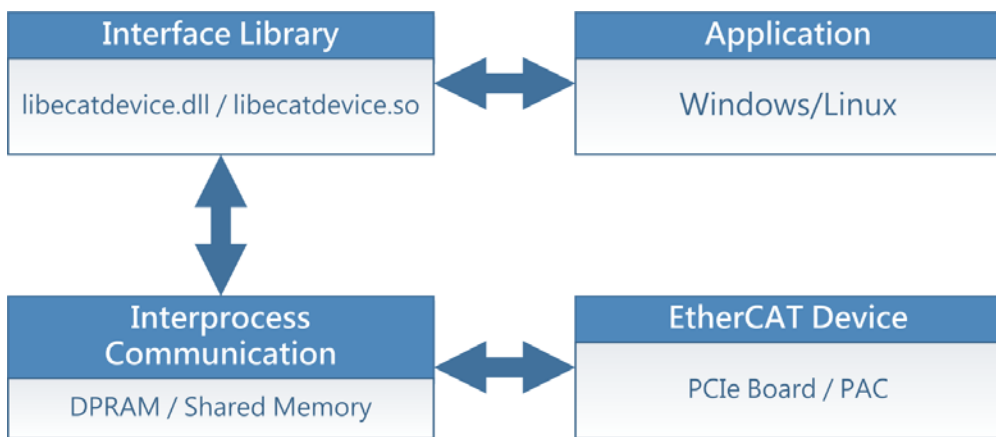 Interface Library
libecatdevice.dll / libecatdevice.so
Application
Windows/Linux
Interprocess
Communication
DPRAM / Shared Memory
EtherCAT Device
PCIe Board / PAC